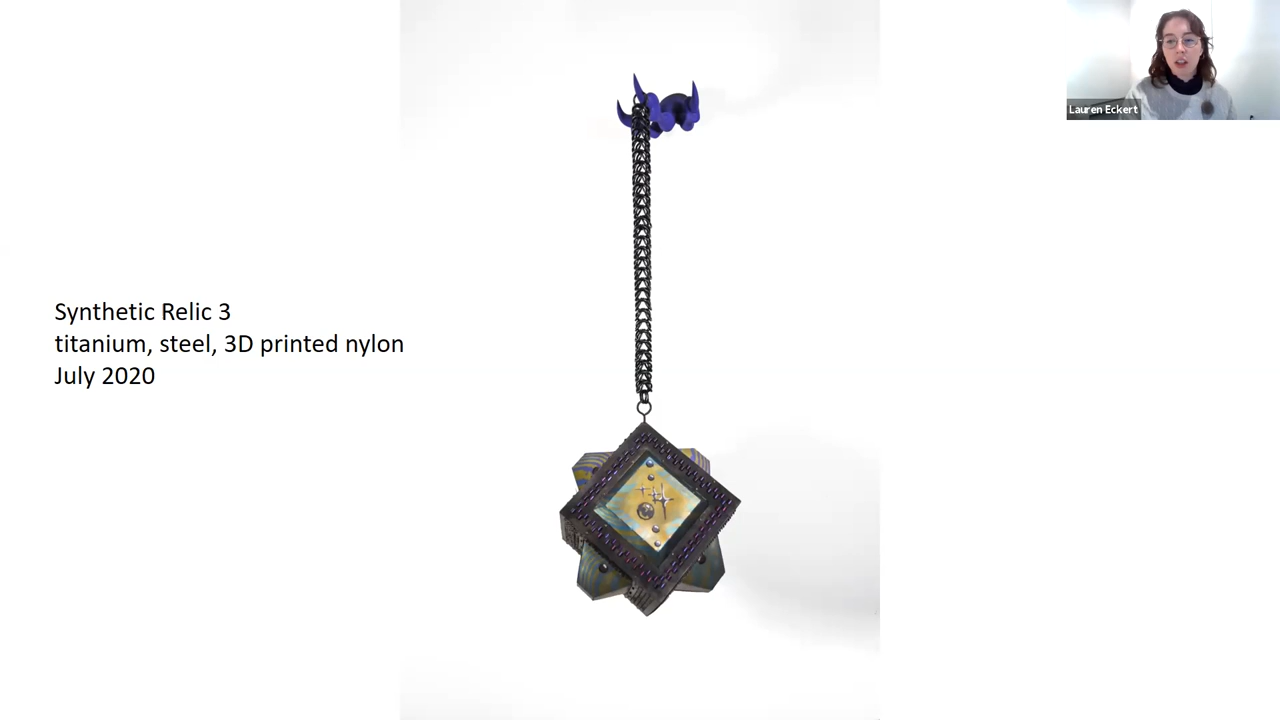 Lauren Eckert
Synthetic Relic 3
titanium, steel, 3D printed nylon
July 2020